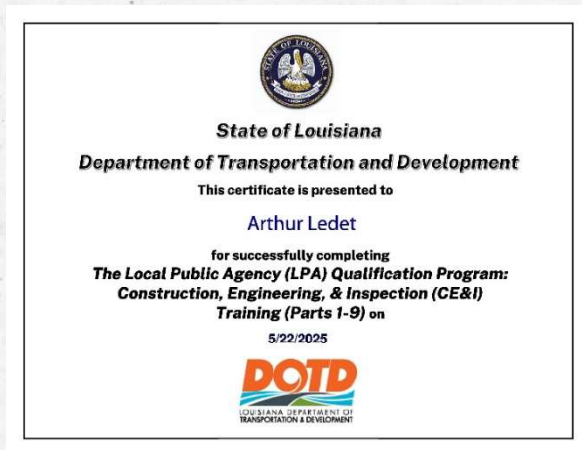 STATE OF LOUISIANA
State of Louisiana
Department of Transportation and Development
This certificate is presented to
Arthur Ledet
for successfully completing
The Local Public Agency (LPA) Qualification Program:
Construction, Engineering, & Inspection (CE&I)
Training (Parts 1-9) on
5/22/2025
DOTD
LOUISIANA DEPARTMENT OF
TRANSPORTATION & DEVELOPMENT